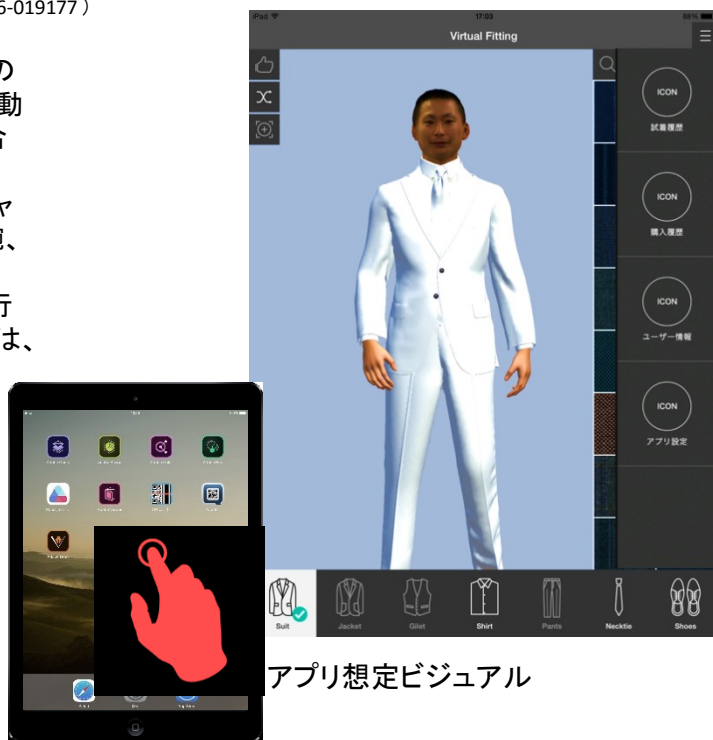 6-019177 )
の
動
合
ャ
、
行
は、
iPad
17:03
88%
Virtual Fitting
ICON
試着履歴
ICON
購入履歴
ICON
ユーザー情報
ICON
アプリ設定
Suit
Jacket
Gilet
Shirt
Pants
Necktie
Shoes
アプリ想定ビジュアル